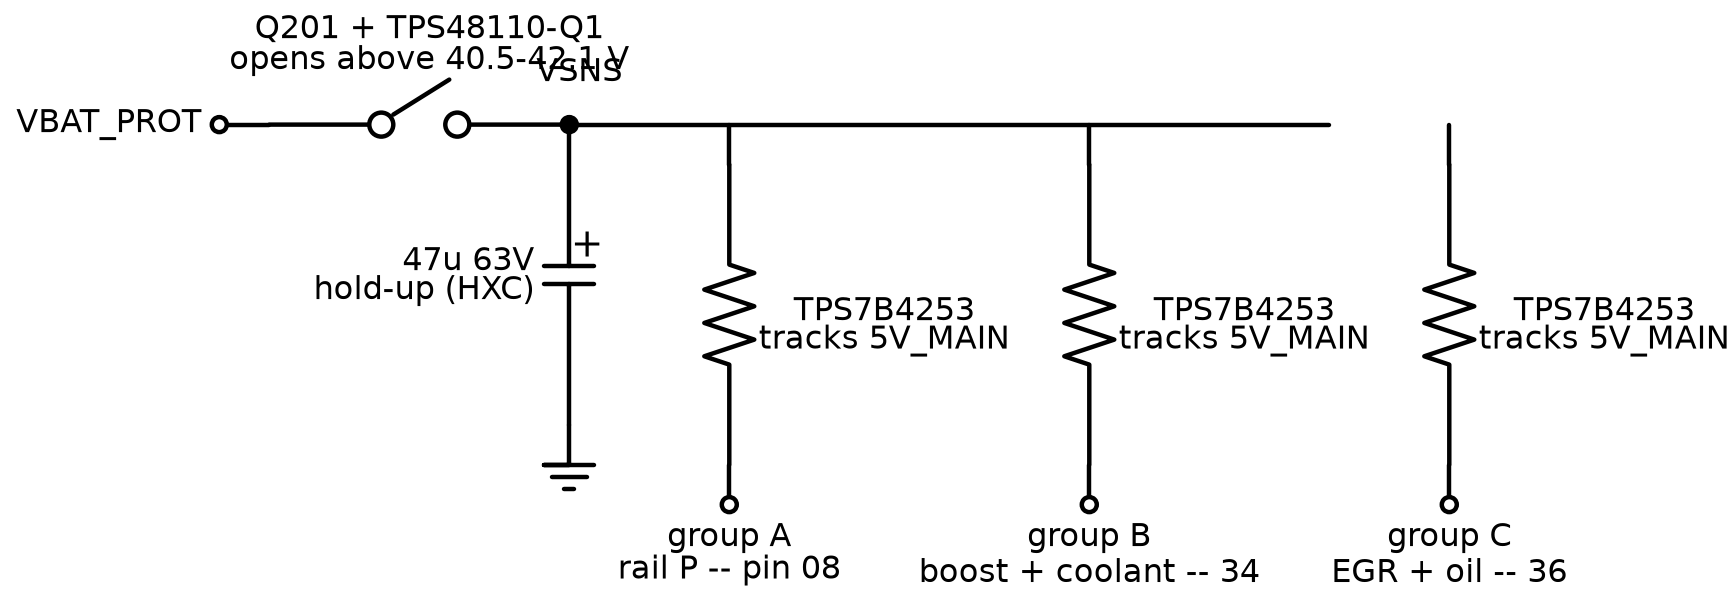 Q201 + TPS48110-Q1
opens above 40.5-42.1 V
VSNS
VBAT_PROT
+
47u 63V
hold-up (HXC)
TPS7B4253
tracks 5V_MAIN
TPS7B4253
tracks 5V_MAIN
TPS7B4253
tracks 5V_MAIN
group A
rail P -- pin 08
group B
boost + coolant -- 34
group C
EGR + oil -- 36